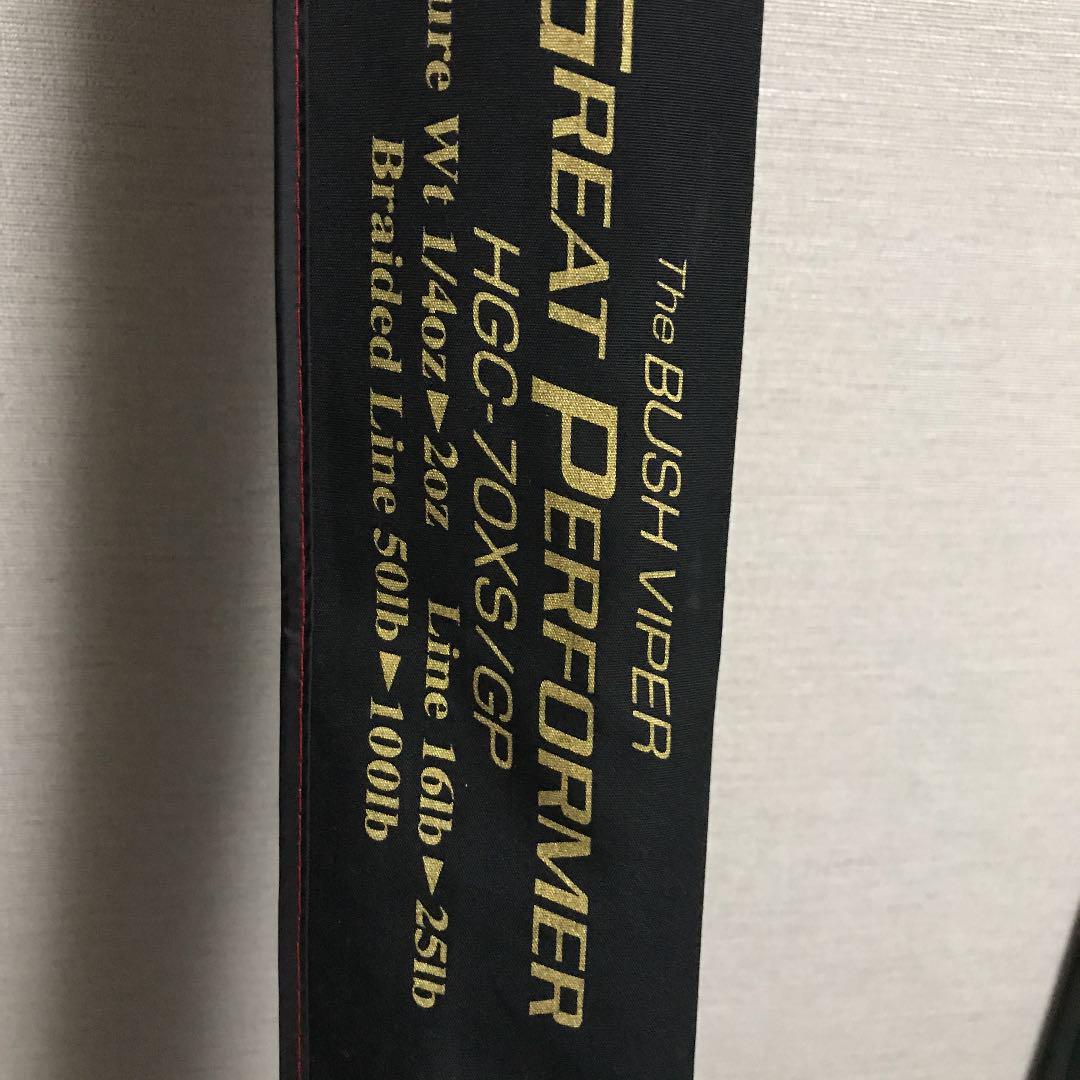 The BUSH VIPER
GREAT PERFORMER
HGC-70XS/GP
ure Wt 1/4oz▶2oz Line 16lb▶25lb
Braided Line 50lb▶100lb